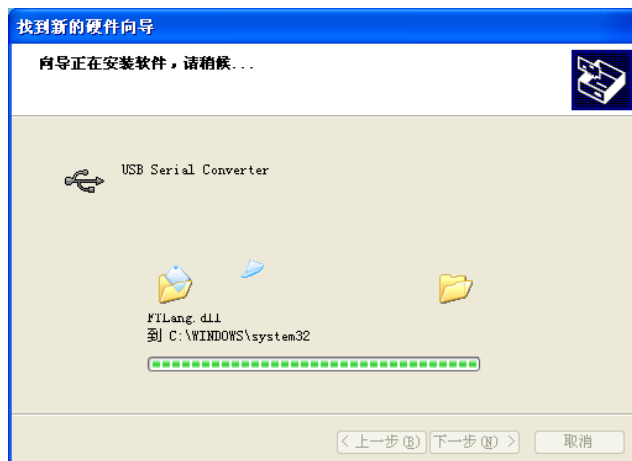 找到新的硬件向导
向导正在安装软件，请稍候...
USB Serial Converter
FTLang.dll
到 C:\WINDOWS\system32
< 上一步(B) 下一步(N) > 取消